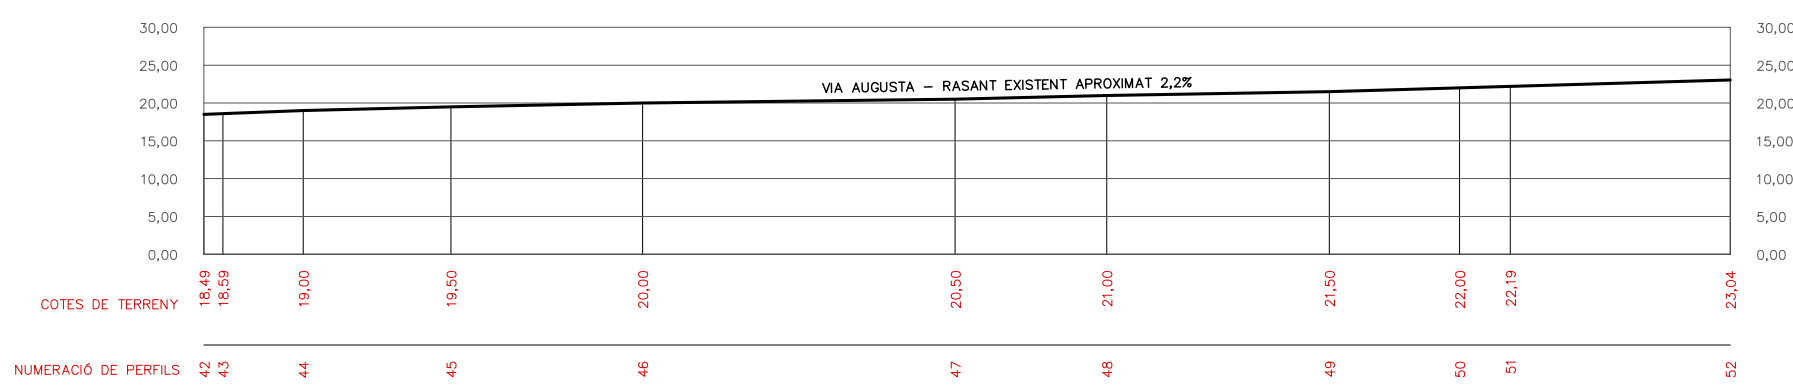 30,00 30,00
25,00 25,00
VIA AUGUSTA – RASANT EXISTENT APROXIMAT 2,2%
20,00 20,00
15,00 15,00
10,00 10,00
5,00 5,00
0,00 0,00
COTES DE TERRENY 18,49 18,59 19,00 19,50 20,00 20,50 21,00 21,50 22,00 22,19 23,04
NUMERACIÓ DE PERFILS 42 43 44 45 46 47 48 49 50 51 52